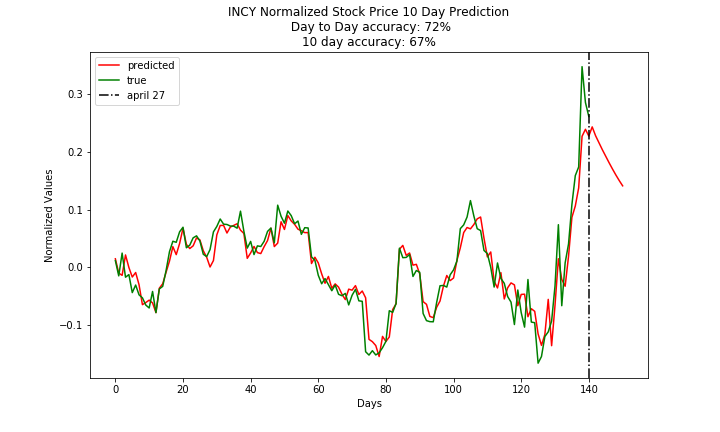 INCY Normalized Stock Price 10 Day Prediction
Day to Day accuracy: 72%
10 day accuracy: 67%
predicted
true
april 27
0.3
0.2
0.1
0.0
−0.1
Normalized Values
0 20 40 60 80 100 120 140
Days